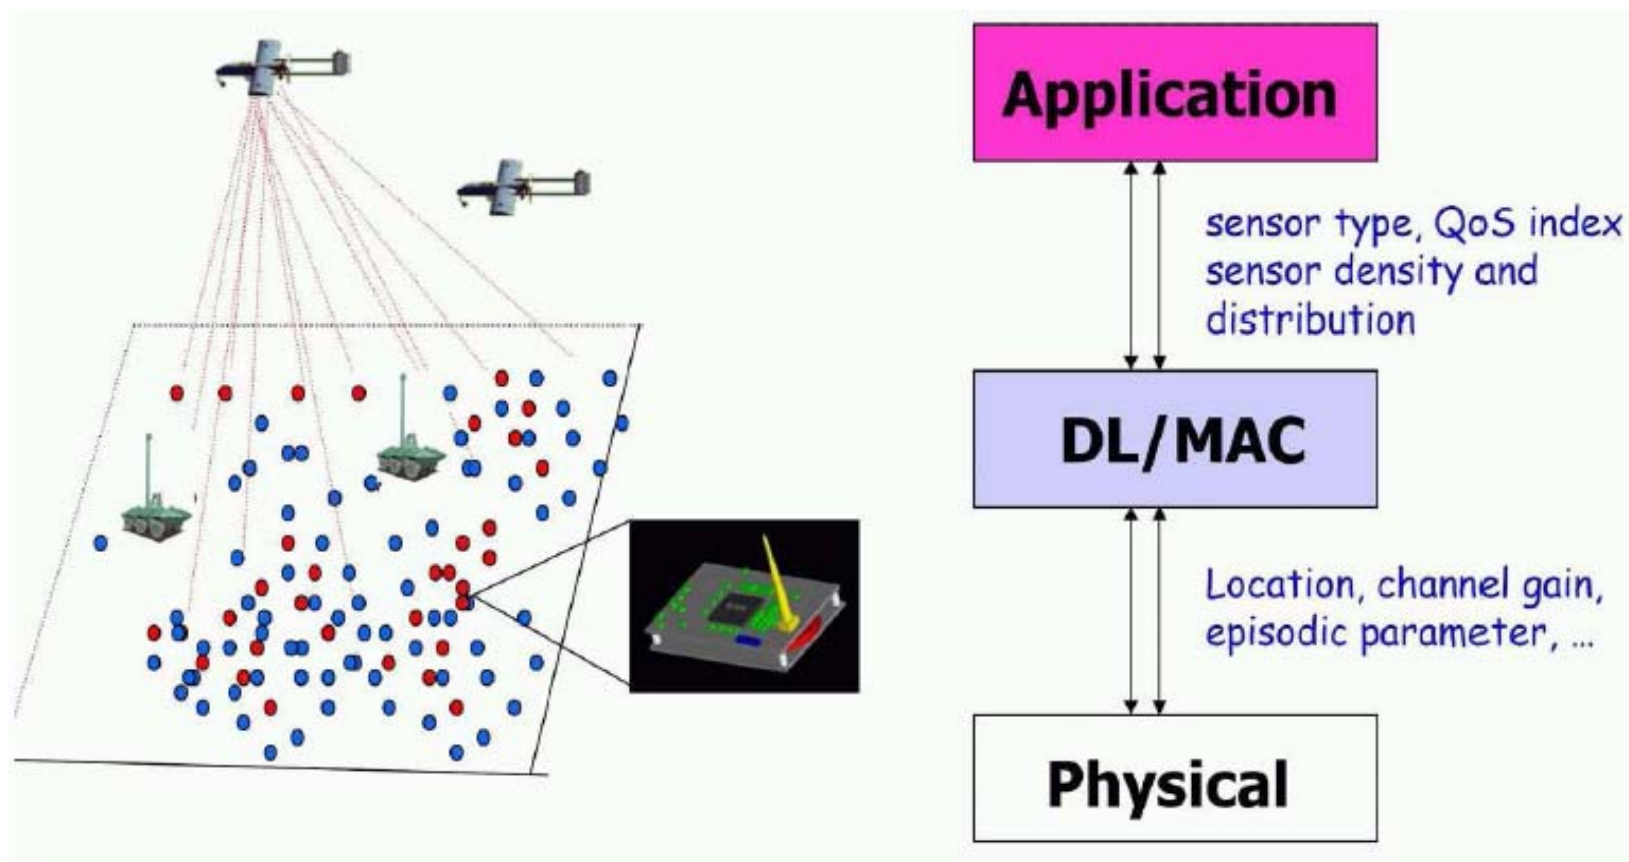 Application
sensor type, QoS index
sensor density and
distribution
DL/MAC
Location, channel gain,
episodic parameter, ...
Physical